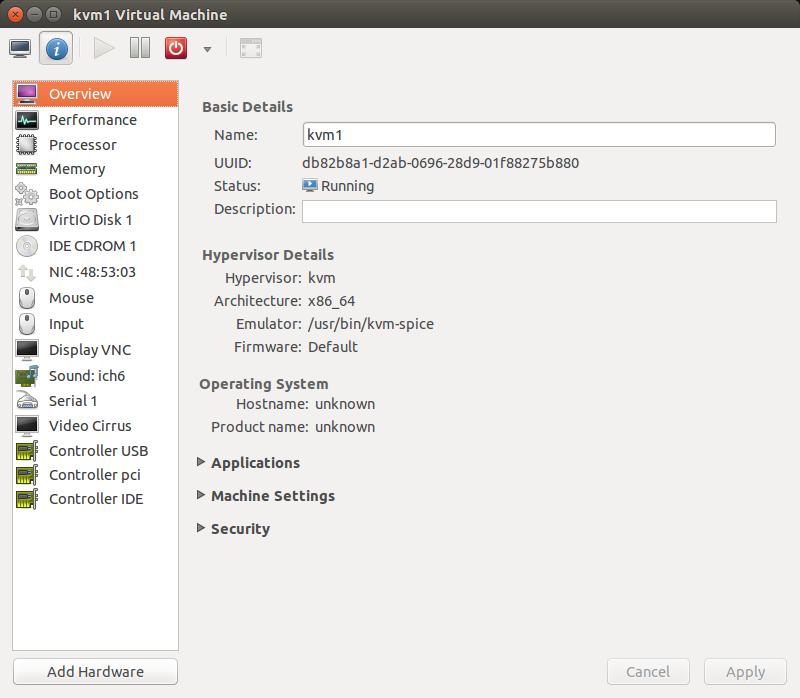 kvm1 Virtual Machine
Overview
Performance
Processor
Memory
Boot Options
VirtIO Disk 1
IDE CDROM 1
NIC :48:53:03
Mouse
Input
Display VNC
Sound: ich6
Serial 1
Video Cirrus
Controller USB
Controller pci
Controller IDE
Add Hardware
Basic Details
Name: kvm1
UUID: db82b8a1-d2ab-0696-28d9-01f88275b880
Status: Running
Description:
Hypervisor Details
Hypervisor: kvm
Architecture: x86_64
Emulator: /usr/bin/kvm-spice
Firmware: Default
Operating System
Hostname: unknown
Product name: unknown
Applications
Machine Settings
Security
Cancel Apply